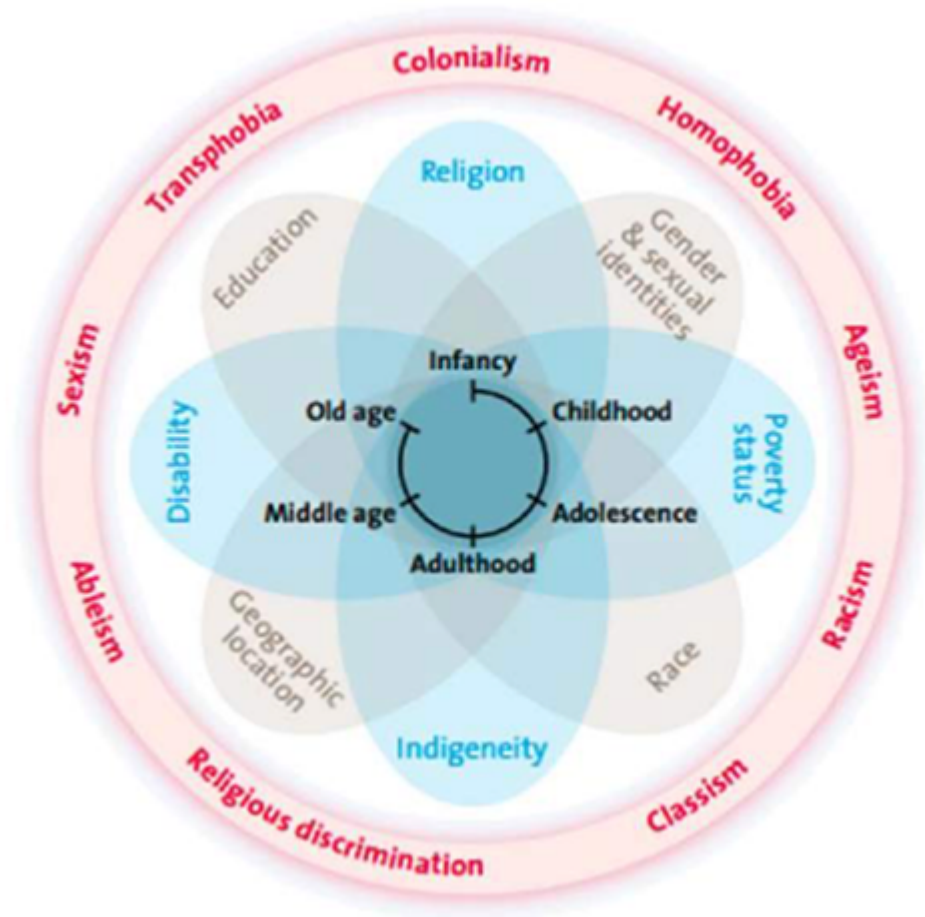 Colonialism
Homophobia
Ageism
Racism
Classism
Religious discrimination
Ableism
Sexism
Transphobia
Religion
Gender
& sexual
identities
Poverty
status
Race
Indigeneity
Geographic
location
Disability
Education
Infancy
Childhood
Adolescence
Adulthood
Middle age
Old age